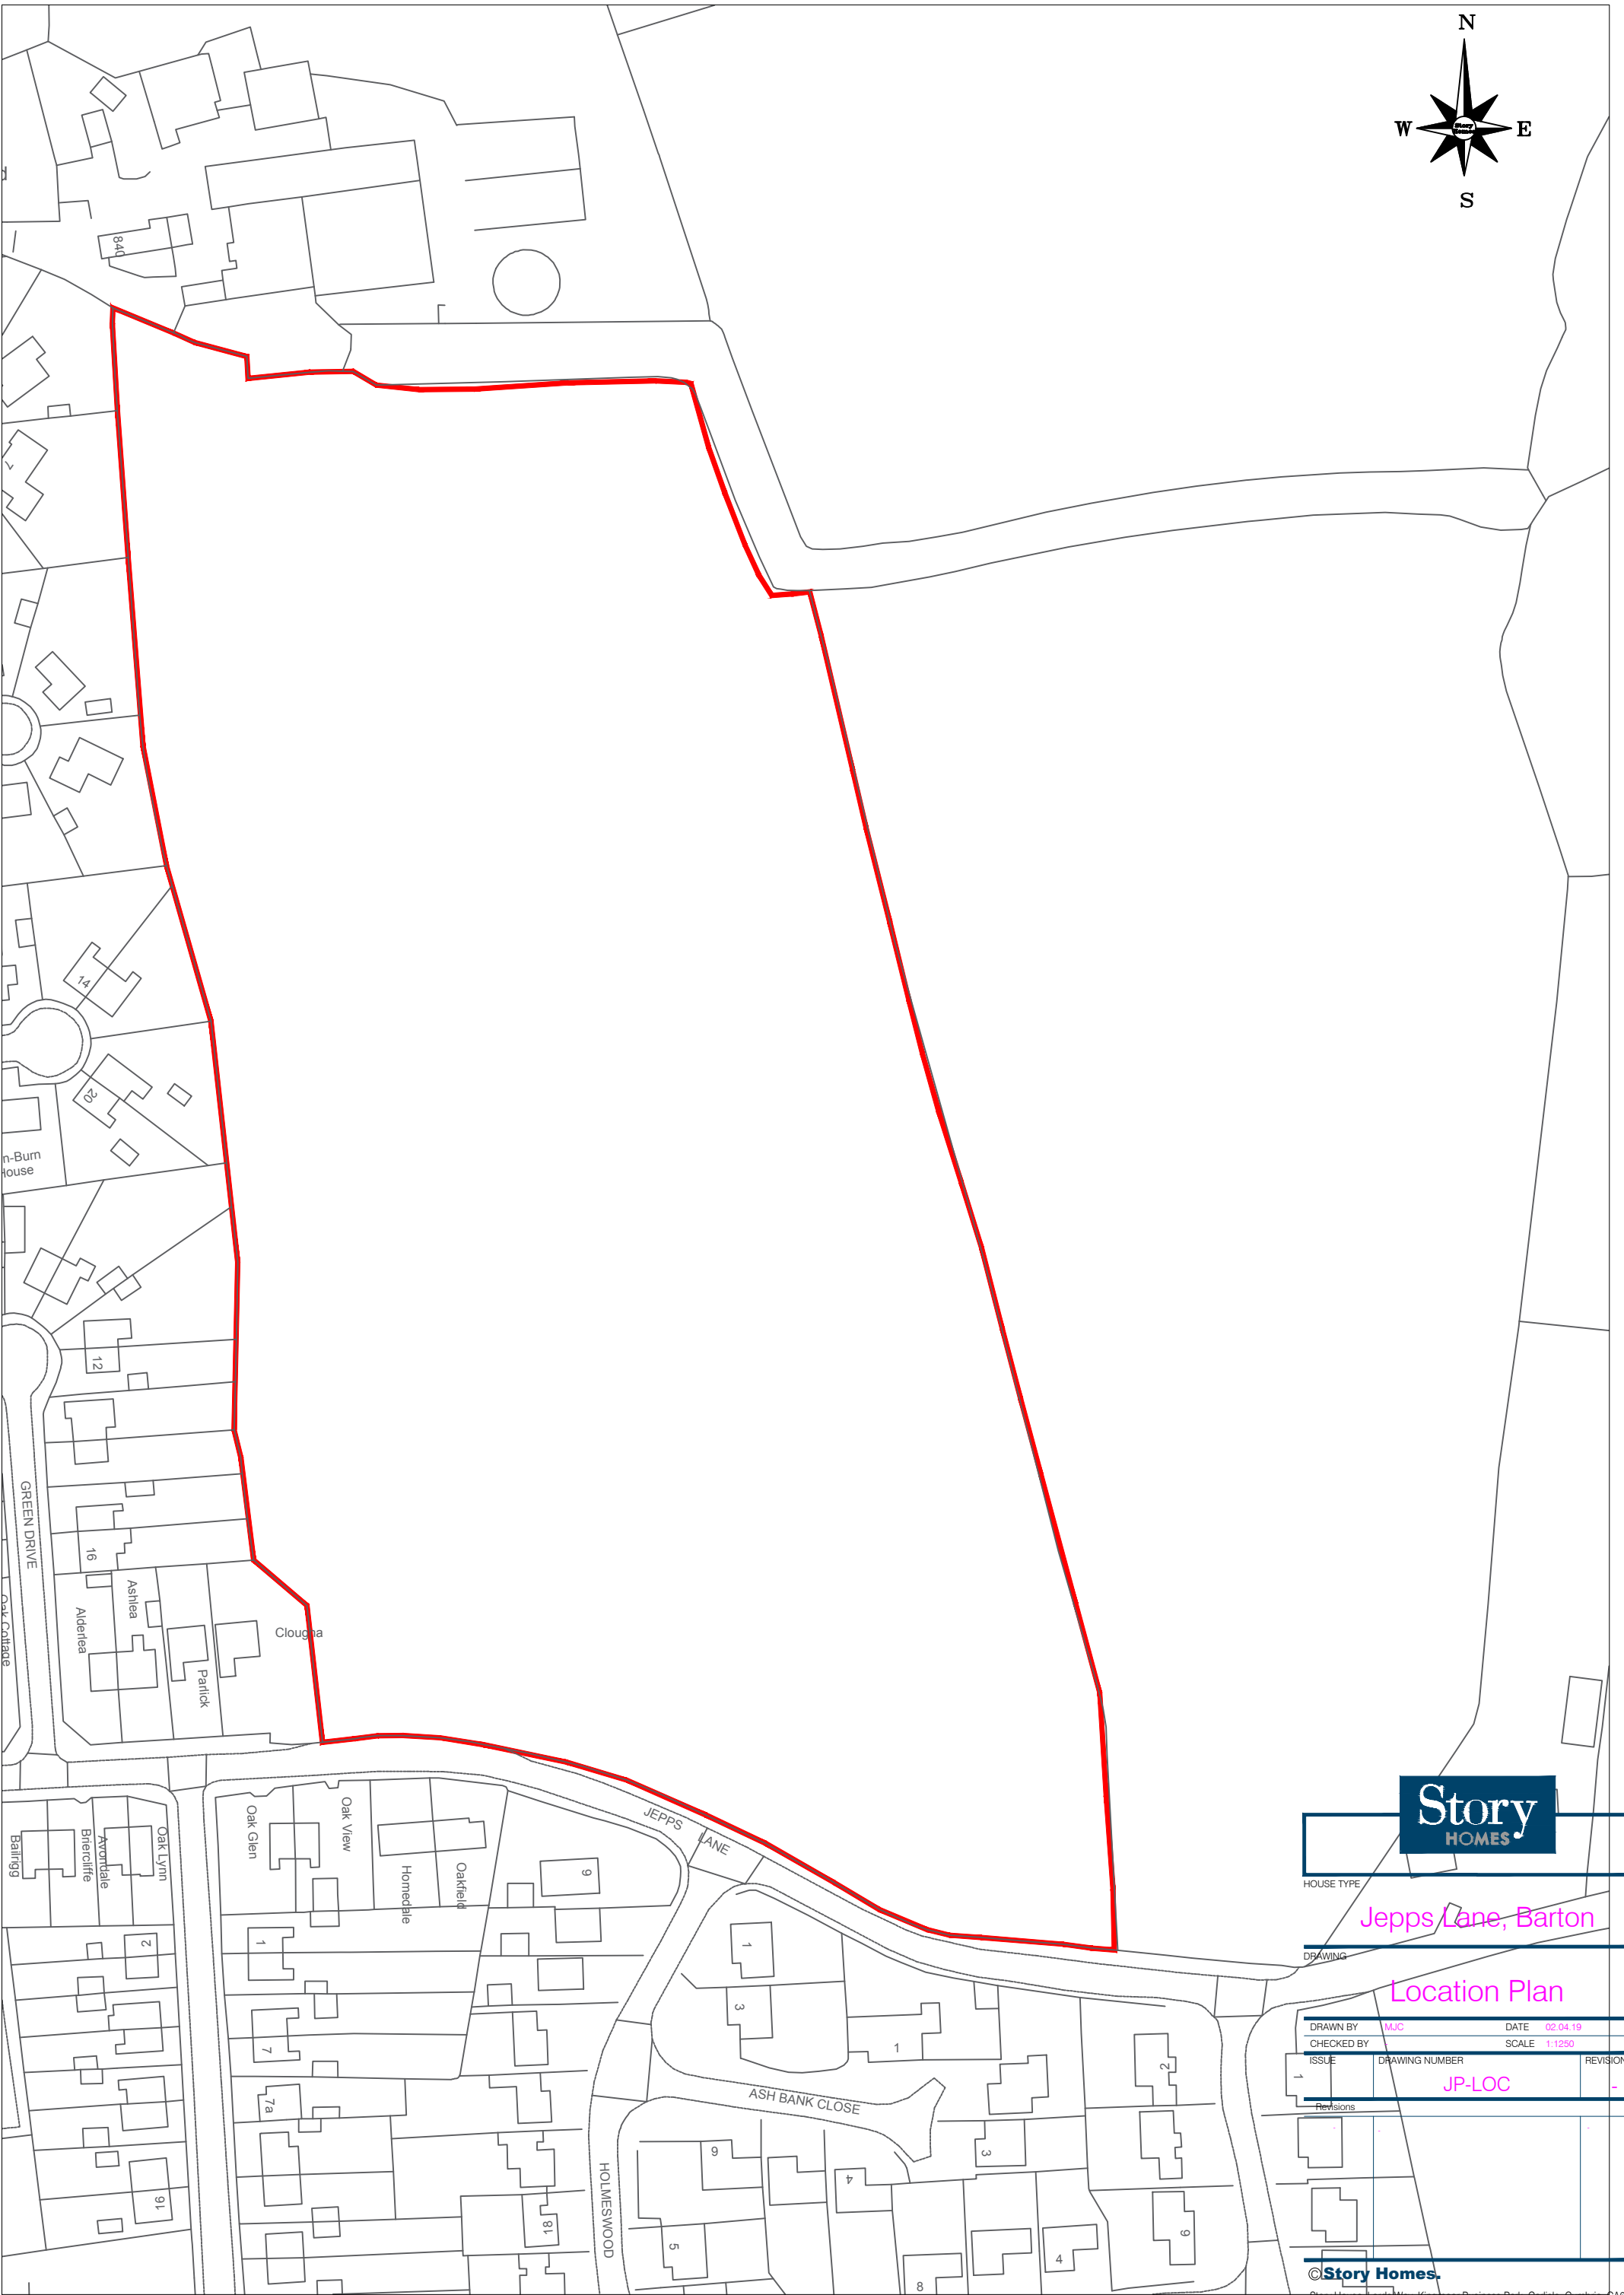 N
W
E
S
Story
Homes
840
14
20
n-Burn
House
12
GREEN DRIVE
16
Ashlea
Alderlea
Oak Cottage
Parlick
Clougha
JEPPS
LANE
Bailrigg
Briercliffe
Avondale
Oak Lynn
Oak Glen
Oak View
Homedale
Oakfield
9
1
2
1
3
7
1
2
7a
ASH BANK CLOSE
1
3
9
4
16
HOLMESWOOD
18
5
4
9
8
Story
HOMES
HOUSE TYPE
Jepps Lane, Barton
DRAWING
Location Plan
DRAWN BY MJC DATE 02.04.19
CHECKED BY SCALE 1:1250
ISSUE DRAWING NUMBER REVISION
JP-LOC -
Revisions
©Story Homes.